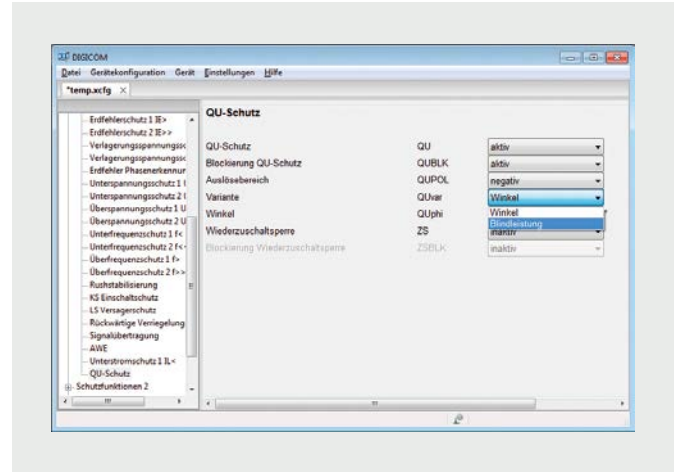 DIGICOM
Datei Gerätekonfiguration Gerät Einstellungen Hilfe
*temp.xcfg
Erdfehlerschutz 1 IE>
Erdfehlerschutz 2 IE>>
Verlagerungsspannungssc
Verlagerungsspannungssc
Erdfehler Phasenerkennur
Unterspannungsschutz 1 U
Unterspannungsschutz 2 U
Überspannungsschutz 1 U
Überspannungsschutz 2 U
Unterfrequenzschutz 1 f<
Unterfrequenzschutz 2 f<<
Überfrequenzschutz 1 f>
Überfrequenzschutz 2 f>>
Rushstabilisierung
KS Einschaltschutz
LS Versagerschutz
Rückwärtige Verriegelung
Signalübertragung
AWE
Unterstromschutz 1 IL<
QU-Schutz
Schutzfunktionen 2
QU-Schutz
QU-Schutz QU aktiv
Blockierung QU-Schutz QUBLK aktiv
Auslösebereich QUPOL negativ
Variante QUvar Winkel
Winkel QUphi Winkel
Blindleistung
Wiederzuschaltsperre ZS inaktiv
Blockierung Wiederzuschaltsperre ZSBLK inaktiv